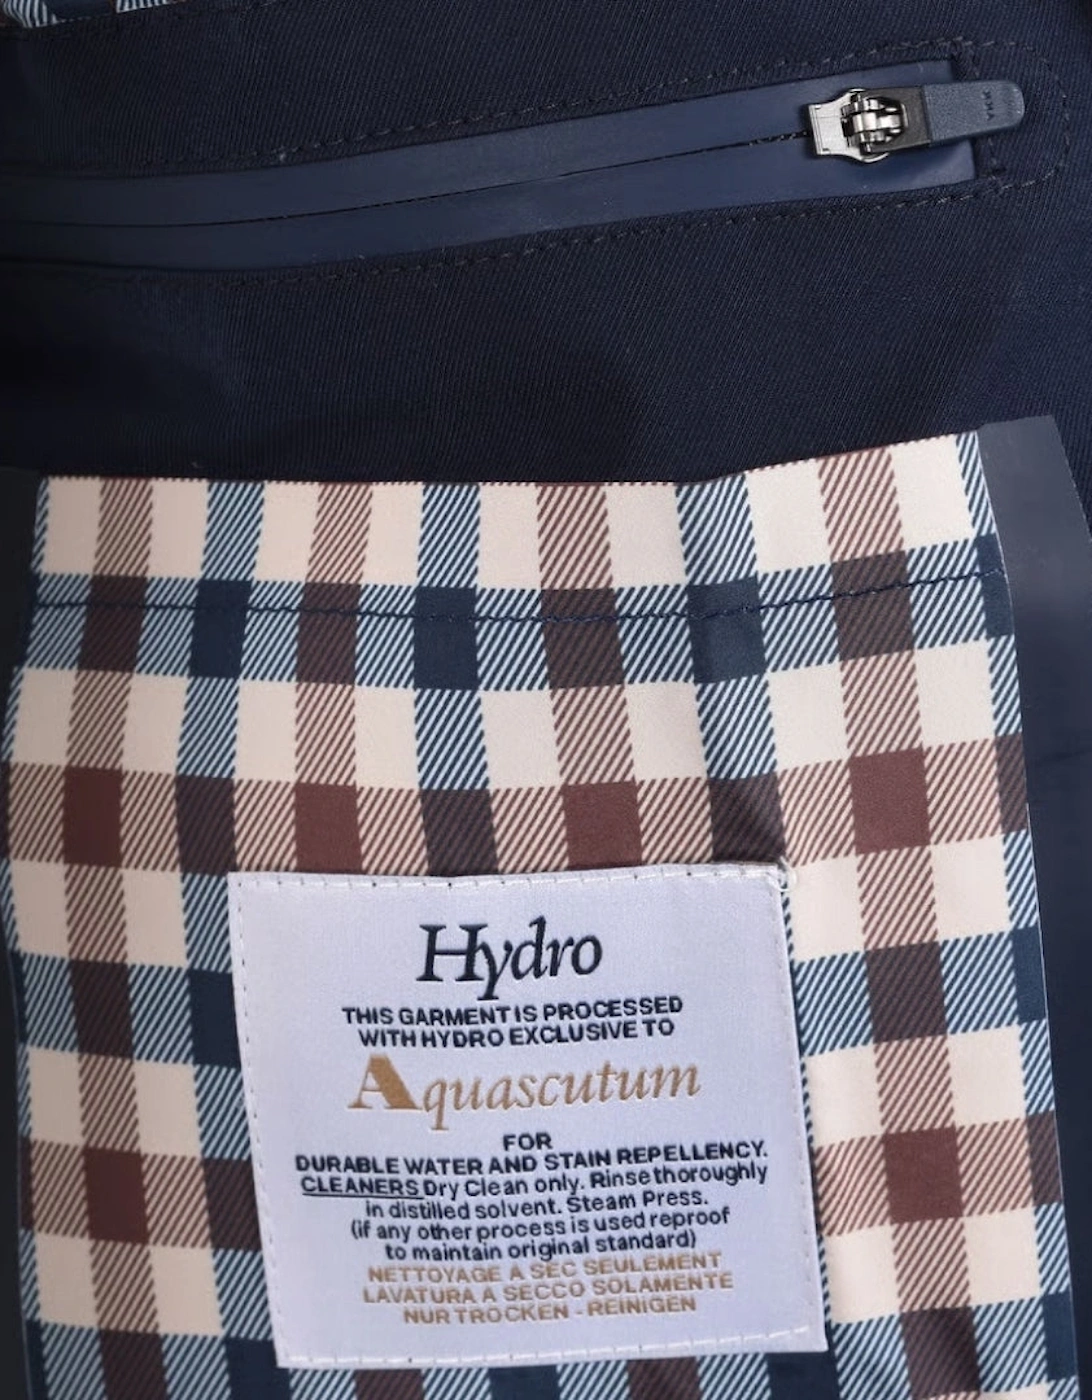 YKK
Hydro
THIS GARMENT IS PROCESSED
WITH HYDRO EXCLUSIVE TO
Aquascutum
FOR
DURABLE WATER AND STAIN REPELLENCY.
CLEANERS Dry Clean only. Rinse thoroughly
in distilled solvent. Steam Press.
(if any other process is used reproof
to maintain original standard)
NETTOYAGE A SEC SEULEMENT
LAVATURA A SECCO SOLAMENTE
NUR TROCKEN - REINIGEN